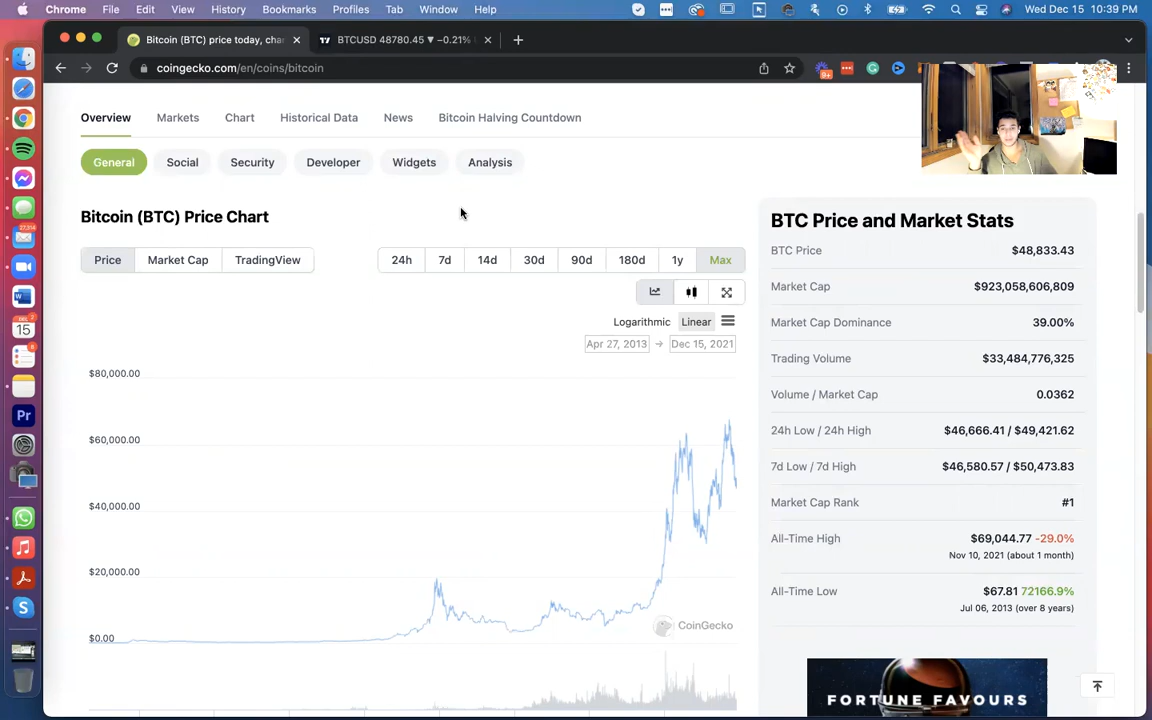 Chrome File Edit View History Bookmarks Profiles Tab Window Help Wed Dec 15 10:39 PM
Bitcoin (BTC) price today, cha
BTCUSD 48780.45 ▼ −0.21%
coingecko.com/en/coins/bitcoin
Overview Markets Chart Historical Data News Bitcoin Halving Countdown
General Social Security Developer Widgets Analysis
Bitcoin (BTC) Price Chart
Price Market Cap TradingView
24h 7d 14d 30d 90d 180d 1y Max
Logarithmic Linear
Apr 27, 2013 → Dec 15, 2021
$80,000.00
$60,000.00
$40,000.00
$20,000.00
$0.00
CoinGecko
BTC Price and Market Stats
BTC Price $48,833.43
Market Cap $923,058,606,809
Market Cap Dominance 39.00%
Trading Volume $33,484,776,325
Volume / Market Cap 0.0362
24h Low / 24h High $46,666.41 / $49,421.62
7d Low / 7d High $46,580.57 / $50,473.83
Market Cap Rank #1
All-Time High $69,044.77 -29.0%
Nov 10, 2021 (about 1 month)
All-Time Low $67.81 72166.9%
Jul 06, 2013 (over 8 years)
FORTUNE FAVOURS
15
Pr